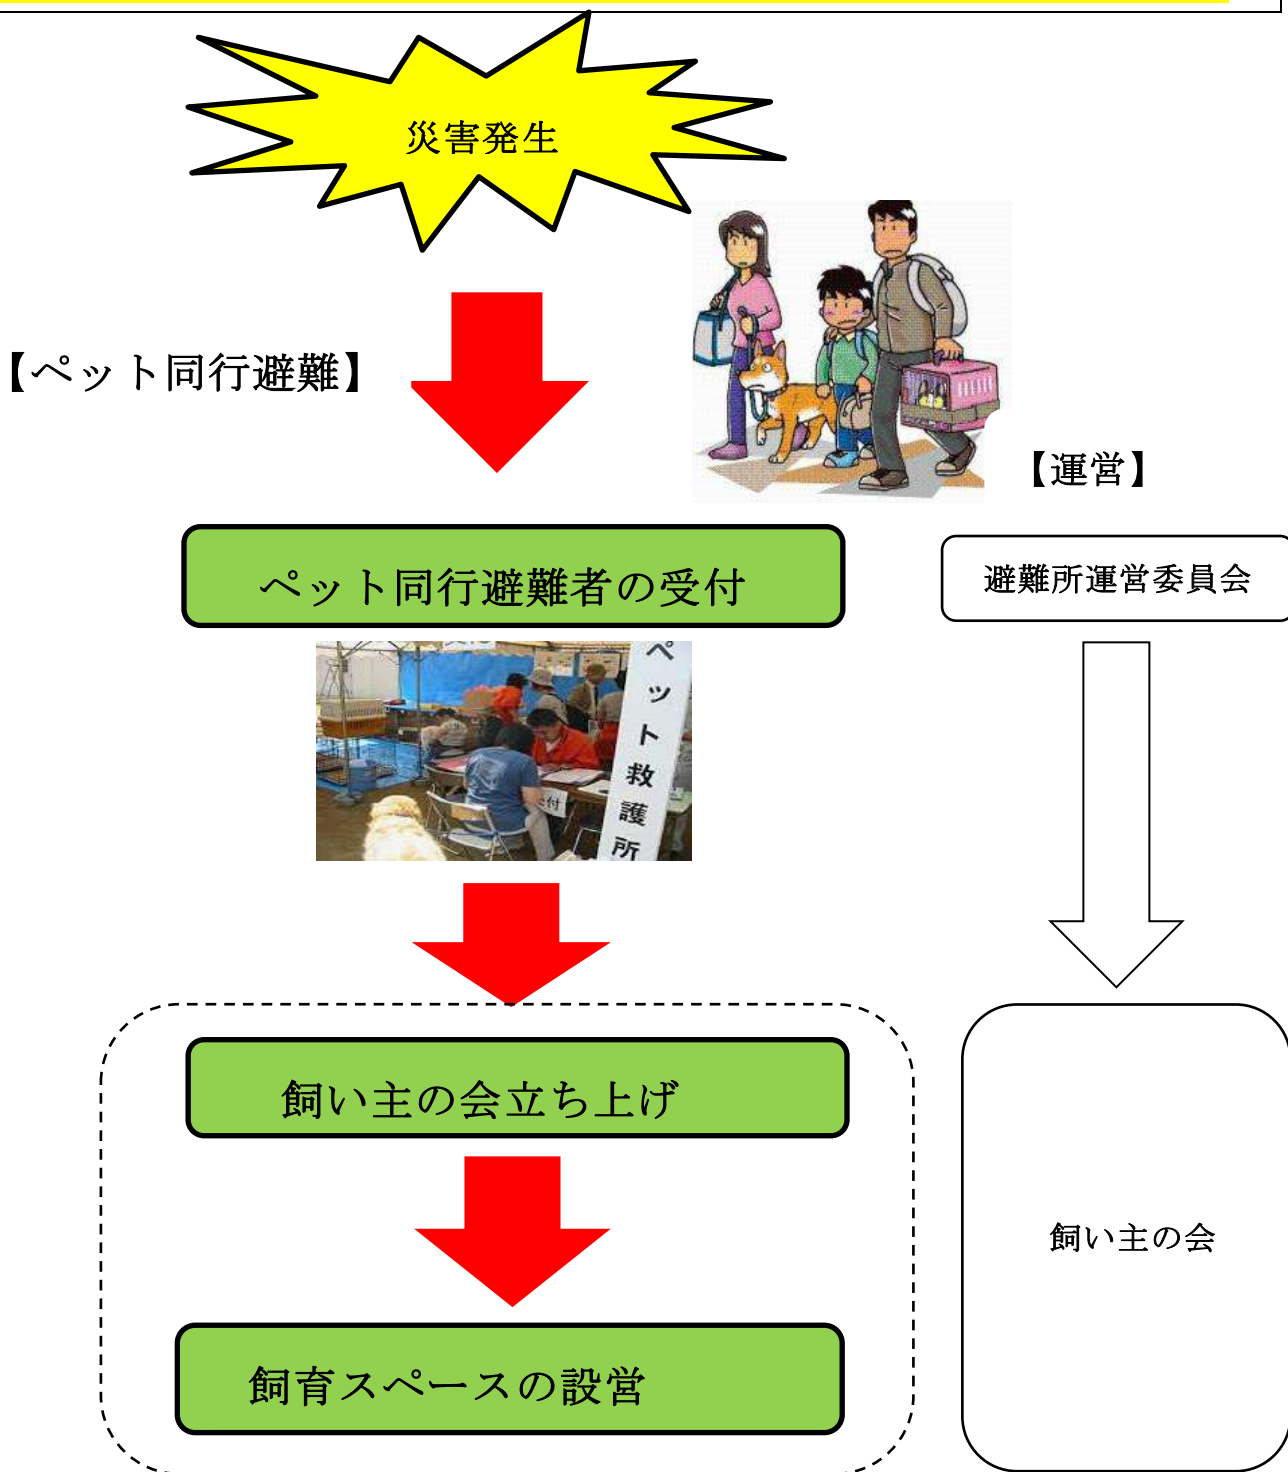 災害発生
【ペット同行避難】
【運営】
ペット同行避難者の受付
避難所運営委員会
ペット救護所
受付
飼い主の会立ち上げ
飼い主の会
飼育スペースの設営